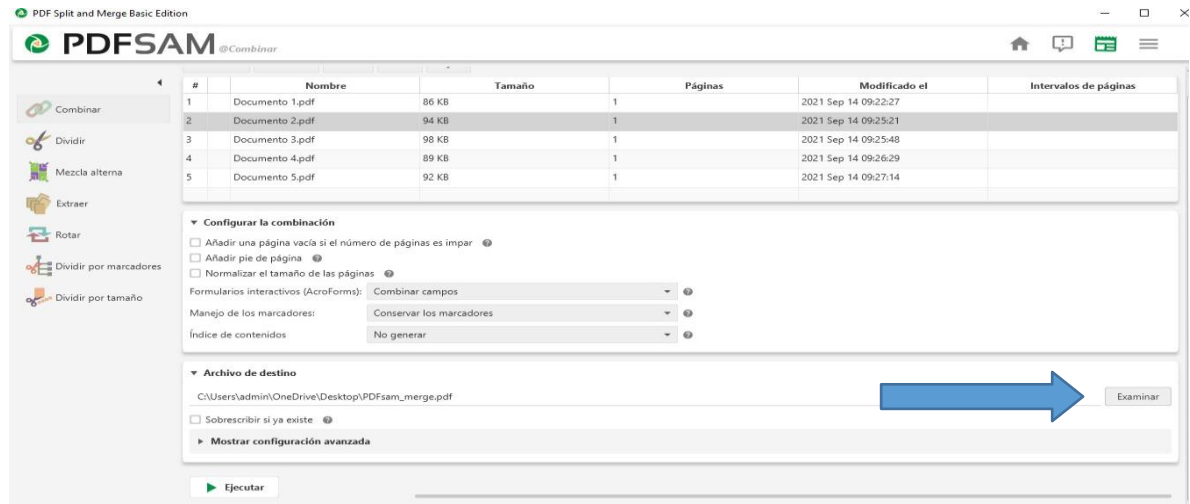 PDF Split and Merge Basic Edition
PDFSAM @Combinar
Combinar
Dividir
Mezcla alterna
Extraer
Rotar
Dividir por marcadores
Dividir por tamaño
# Nombre Tamaño Páginas Modificado el Intervalos de páginas
1 Documento 1.pdf 86 KB 1 2021 Sep 14 09:22:27
2 Documento 2.pdf 94 KB 1 2021 Sep 14 09:25:21
3 Documento 3.pdf 98 KB 1 2021 Sep 14 09:25:48
4 Documento 4.pdf 89 KB 1 2021 Sep 14 09:26:29
5 Documento 5.pdf 92 KB 1 2021 Sep 14 09:27:14
Configurar la combinación
Añadir una página vacía si el número de páginas es impar
Añadir pie de página
Normalizar el tamaño de las páginas
Formularios interactivos (AcroForms): Combinar campos
Manejo de los marcadores: Conservar los marcadores
Índice de contenidos No generar
Archivo de destino
C:\Users\admin\OneDrive\Desktop\PDFsam_merge.pdf Examinar
Sobrescribir si ya existe
Mostrar configuración avanzada
Ejecutar